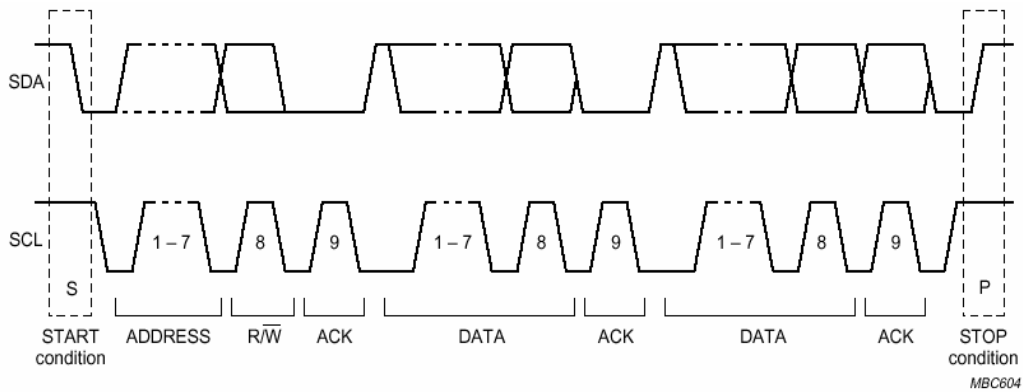 SDA
SCL
1 – 7
8
9
1 – 7
8
9
1 – 7
8
9
S
P
START
condition
ADDRESS
R/W̅
ACK
DATA
ACK
DATA
ACK
STOP
condition
MBC604